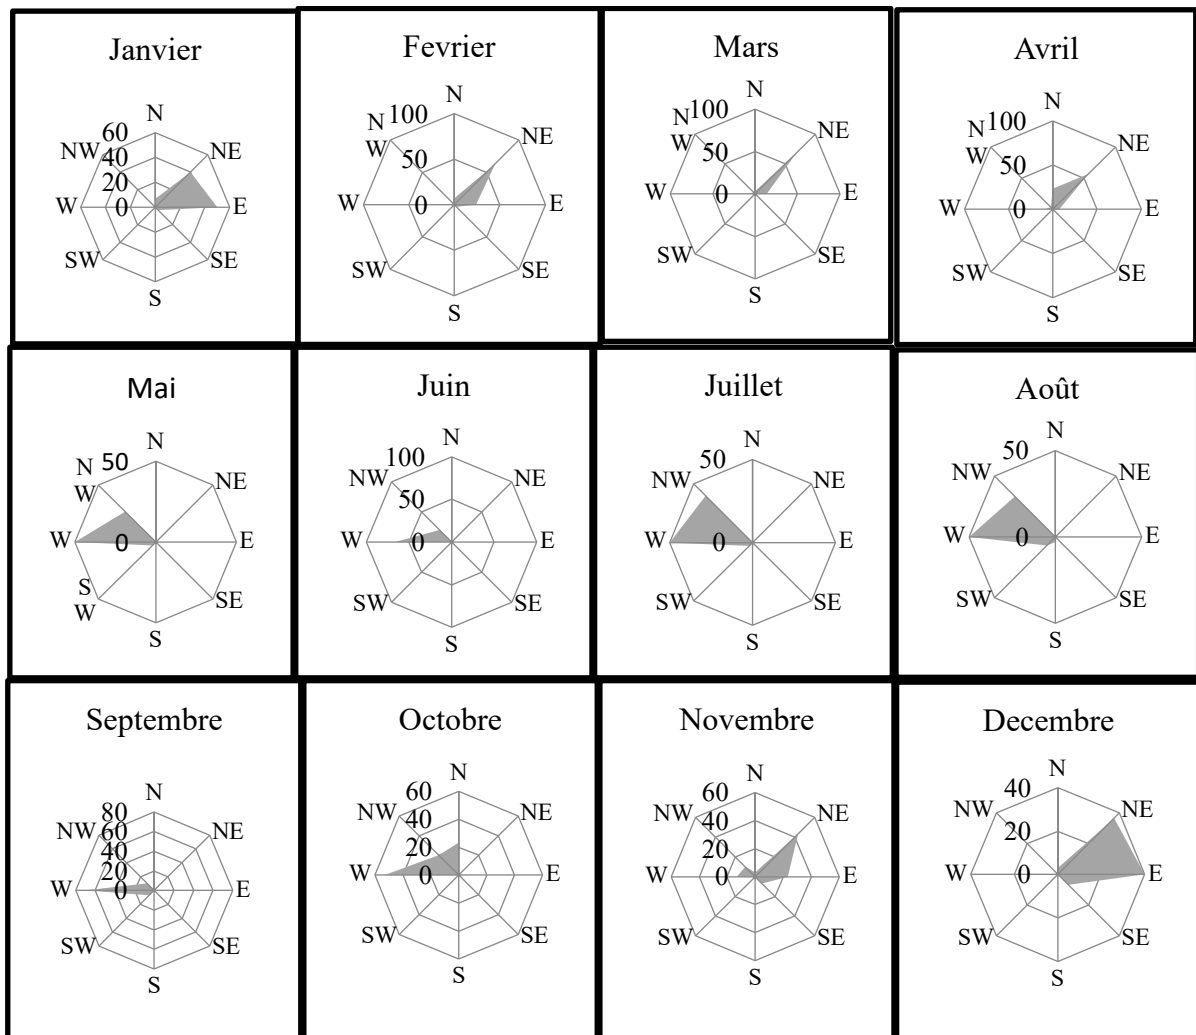 Janvier
N
60
NW
40
NE
20
W
0
E
SW
SE
S
Fevrier
N
100
N
W
50
NE
W
0
E
SW
SE
S
Mars
N
100
N
W
50
NE
W
0
E
SW
SE
S
Avril
N
100
N
W
50
NE
W
0
E
SW
SE
S
Mai
N
50
N
W
NE
W
0
E
S
W
SE
S
Juin
N
100
NW
50
NE
W
0
E
SW
SE
S
Juillet
N
50
NW
NE
W
0
E
SW
SE
S
Août
N
50
NW
NE
W
0
E
SW
SE
S
Septembre
N
80
60
NW
NE
40
20
W
0
E
SW
SE
S
Octobre
N
60
NW
40
NE
20
W
0
E
SW
SE
S
Novembre
N
60
NW
40
NE
20
W
0
E
SW
SE
S
Decembre
N
40
NW
NE
20
W
0
E
SW
SE
S